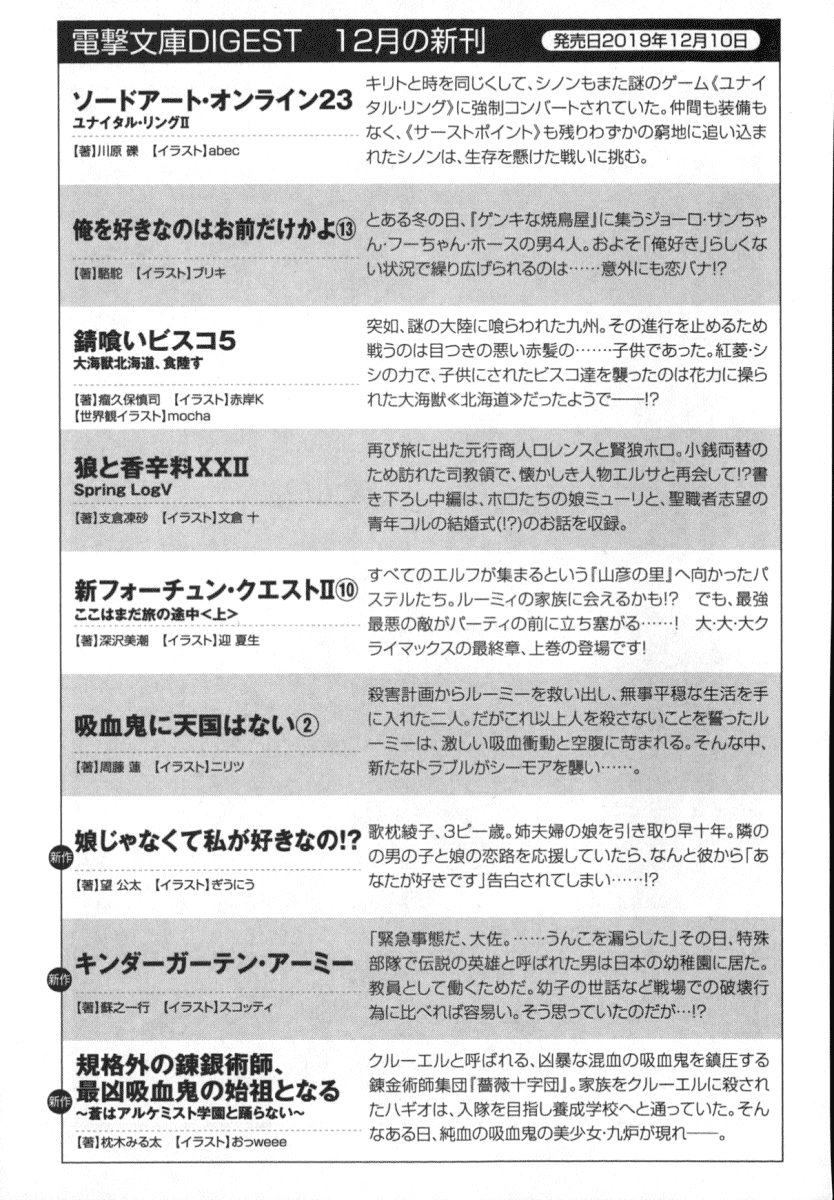 電撃文庫DIGEST　12月の新刊
発売日2019年12月10日
ソードアート・オンライン23
ユナイタル・リングⅡ
【著】川原 礫　【イラスト】abec
キリトと時を同じくして、シノンもまた謎のゲーム《ユナイ
タル・リング》に強制コンバートされていた。仲間も装備も
なく、《サーストポイント》も残りわずかの窮地に追い込ま
れたシノンは、生存を懸けた戦いに挑む。
俺を好きなのはお前だけかよ⑬
【著】駱駝　【イラスト】ブリキ
とある冬の日、『ゲンキな焼鳥屋』に集うジョーロ・サンちゃ
ん・フーちゃん・ホースの男4人。およそ「俺好き」らしくな
い状況で繰り広げられるのは……意外にも恋バナ!?
錆喰いビスコ5
大海獣北海道、食陸す
【著】瘤久保慎司　【イラスト】赤岸K
【世界観イラスト】mocha
突如、謎の大陸に喰らわれた九州。その進行を止めるため
戦うのは目つきの悪い赤髪の……子供であった。紅菱・シ
シの力で、子供にされたビスコ達を襲ったのは花力に操ら
れた大海獣≪北海道≫だったようで――!?
狼と香辛料XXⅡ
Spring LogⅤ
【著】支倉凍砂　【イラスト】文倉 十
再び旅に出た元行商人ロレンスと賢狼ホロ。小銭両替の
ため訪れた司教領で、懐かしき人物エルサと再会して!?書
き下ろし中編は、ホロたちの娘ミューリと、聖職者志望の
青年コルの結婚式(!?)のお話を収録。
新フォーチュン・クエストⅡ⑩
ここはまだ旅の途中<上>
【著】深沢美潮　【イラスト】迎 夏生
すべてのエルフが集まるという『山彦の里』へ向かったパ
ステルたち。ルーミィの家族に会えるかも!?　でも、最強
最悪の敵がパーティの前に立ち塞がる……！　大・大・大ク
ライマックスの最終章、上巻の登場です！
吸血鬼に天国はない②
【著】周藤 蓮　【イラスト】ニリツ
殺害計画からルーミーを救い出し、無事平穏な生活を手
に入れた二人。だがこれ以上人を殺さないことを誓ったル
ーミーは、激しい吸血衝動と空腹に苛まれる。そんな中、
新たなトラブルがシーモアを襲い……。
新作
娘じゃなくて私が好きなの!?
【著】望 公太　【イラスト】ぎうにう
歌枕綾子、3ピー歳。姉夫婦の娘を引き取り早十年。隣の
の男の子と娘の恋路を応援していたら、なんと彼から「あ
なたが好きです」告白されてしまい……!?
新作
キンダーガーテン・アーミー
【著】蘇之一行　【イラスト】スコッティ
「緊急事態だ、大佐。……うんこを漏らした」その日、特殊
部隊で伝説の英雄と呼ばれた男は日本の幼稚園に居た。
教員として働くためだ。幼子の世話など戦場での破壊行
為に比べれば容易い。そう思っていたのだが…!?
新作
規格外の錬銀術師、
最凶吸血鬼の始祖となる
～蒼はアルケミスト学園と踊らない～
【著】枕木みる太　【イラスト】おっweee
クルーエルと呼ばれる、凶暴な混血の吸血鬼を鎮圧する
錬金術師集団『薔薇十字団』。家族をクルーエルに殺され
たハギオは、入隊を目指し養成学校へと通っていた。そん
なある日、純血の吸血鬼の美少女・九炉が現れ――。